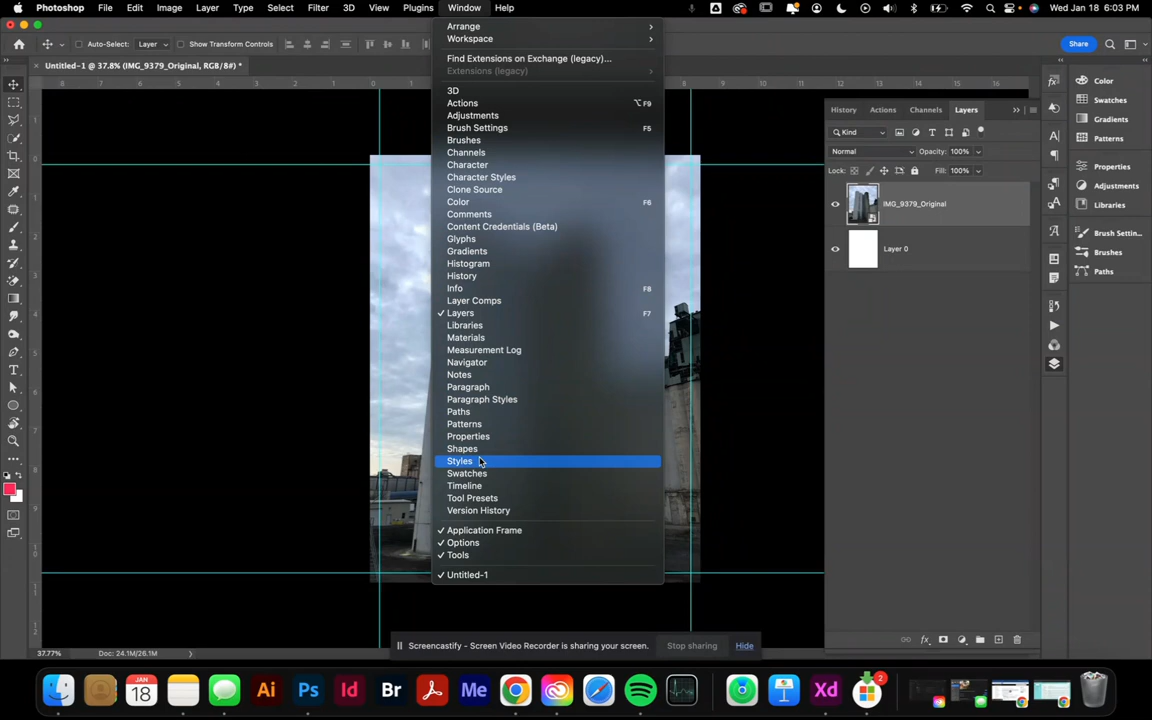 Photoshop File Edit Image Layer Type Select Filter 3D View Plugins Window Help Wed Jan 18 6:03 PM
Auto-Select: Layer Show Transform Controls Share
× Untitled-1 @ 37.8% (IMG_9379_Original, RGB/8#) *
Arrange
Workspace
Find Extensions on Exchange (legacy)...
Extensions (legacy)
3D
Actions ⌥F9
Adjustments
Brush Settings F5
Brushes
Channels
Character
Character Styles
Clone Source
Color F6
Comments
Content Credentials (Beta)
Glyphs
Gradients
Histogram
History
Info F8
Layer Comps
✓ Layers F7
Libraries
Materials
Measurement Log
Navigator
Notes
Paragraph
Paragraph Styles
Paths
Patterns
Properties
Shapes
Styles
Swatches
Timeline
Tool Presets
Version History
✓ Application Frame
✓ Options
✓ Tools
✓ Untitled-1
History Actions Channels Layers
Kind
Normal Opacity: 100%
Lock: Fill: 100%
IMG_9379_Original
Layer 0
Color
Swatches
Gradients
Patterns
Properties
Adjustments
Libraries
Brush Settin...
Brushes
Paths
Screencastify - Screen Video Recorder is sharing your screen. Stop sharing Hide
37.77% Doc: 24.1M/26.1M
JAN
18
Ai Ps Id Br Me Xd 2